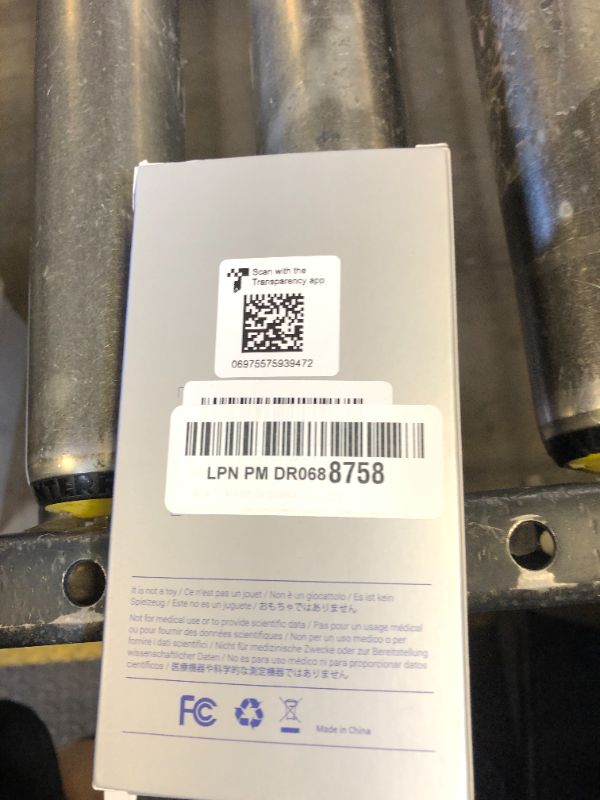 Scan with the
Transparency app
06975575939472
LPN PM DR0688758
It is not a toy / Ce n'est pas un jouet / Non è un giocattolo / Es ist kein
Spielzeug / Este no es un juguete / おもちゃではありません
Not for medical use or to provide scientific data / Pas pour un usage médical
ou pour fournir des données scientifiques / Non per un uso medico o per
fornire i dati scientifici / Nichts für medizinische Zwecke oder zur Bereitstellung
wissenschaftlicher Daten / No es para uso médico ni para proporcionar datos
científicos / 医療機器や科学的な測定機器ではありません
FC
Made in China